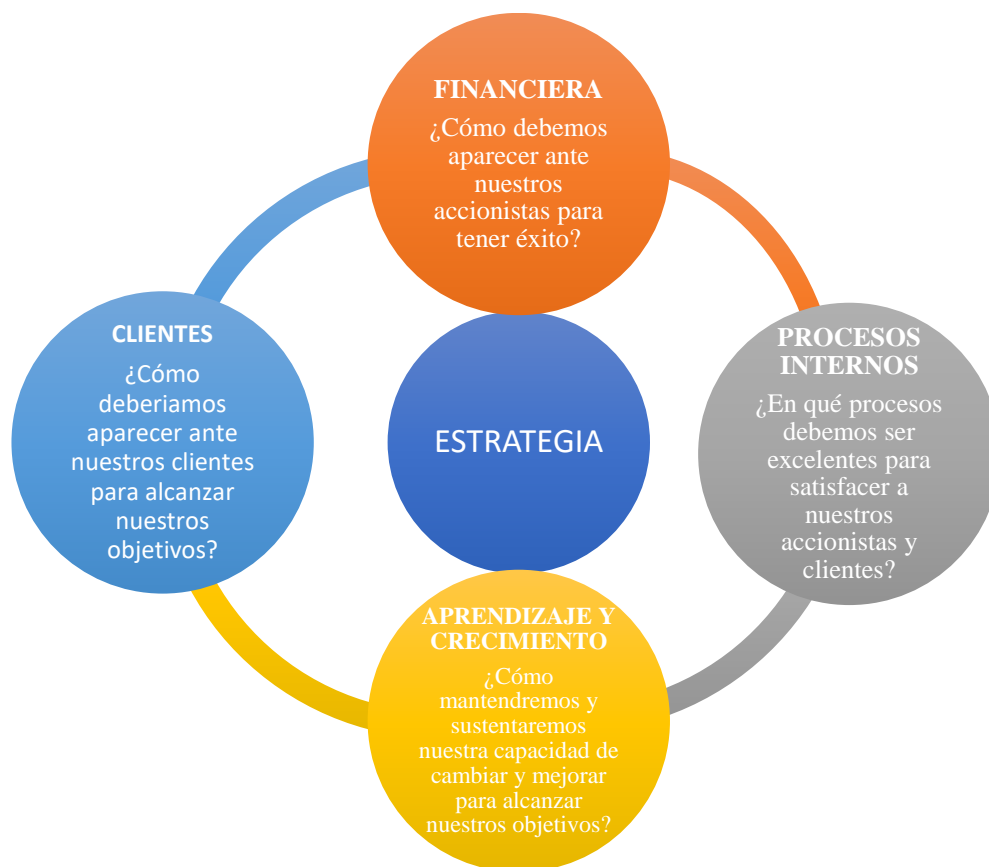 FINANCIERA
¿Cómo debemos
aparecer ante
nuestros
accionistas para
tener éxito?
CLIENTES
¿Cómo
deberiamos
aparecer ante
nuestros clientes
para alcanzar
nuestros
objetivos?
ESTRATEGIA
PROCESOS
INTERNOS
¿En qué procesos
debemos ser
excelentes para
satisfacer a
nuestros
accionistas y
clientes?
APRENDIZAJE Y
CRECIMIENTO
¿Cómo
mantendremos y
sustentaremos
nuestra capacidad de
cambiar y mejorar
para alcanzar
nuestros objetivos?